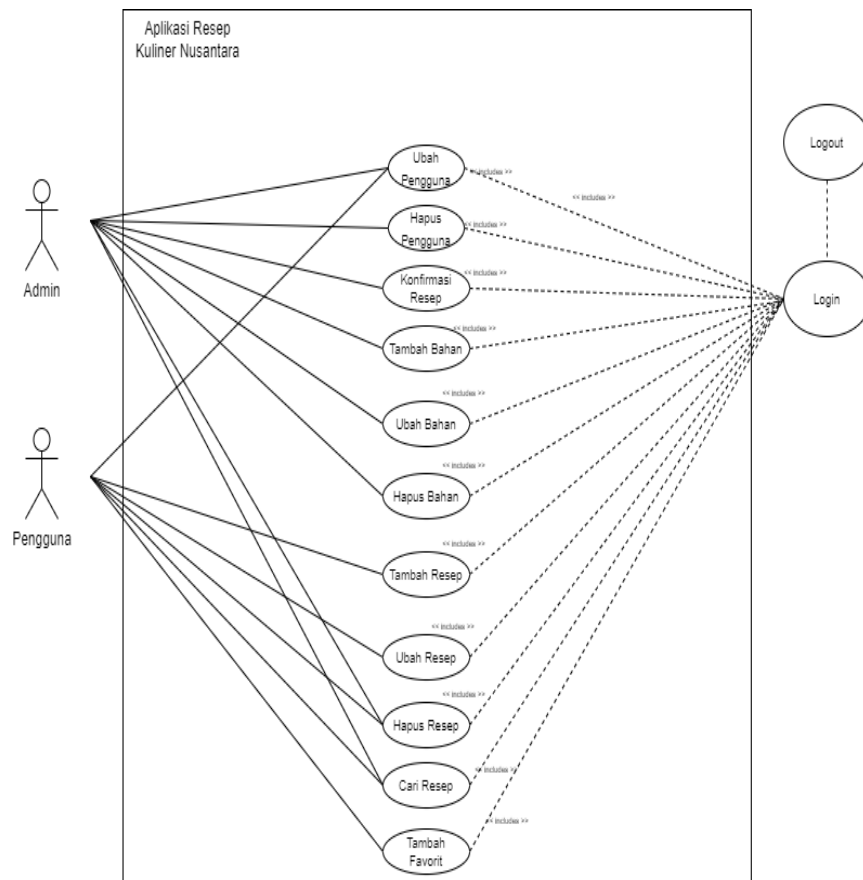 Aplikasi Resep
Kuliner Nusantara
Ubah
Pengguna
<< includes >>
<< includes >>
Logout
Hapus
Pengguna
<< includes >>
Admin
Konfirmasi
Resep
<< includes >>
Login
Tambah Bahan
<< includes >>
Ubah Bahan
<< includes >>
Hapus Bahan
<< includes >>
Pengguna
Tambah Resep
<< includes >>
Ubah Resep
<< includes >>
Hapus Resep
<< includes >>
Cari Resep
<< includes >>
Tambah
Favorit
<< includes >>